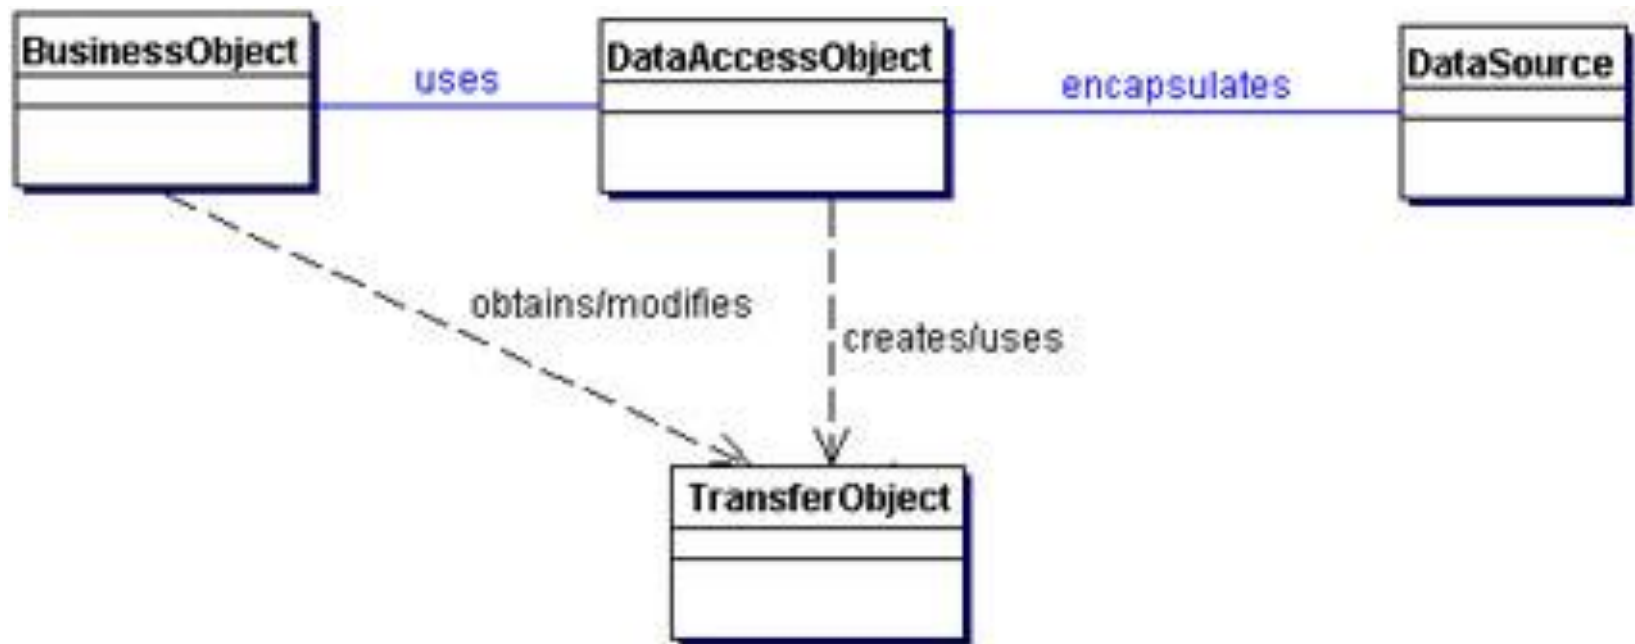 BusinessObject
uses
DataAccessObject
encapsulates
DataSource
obtains/modifies
creates/uses
TransferObject